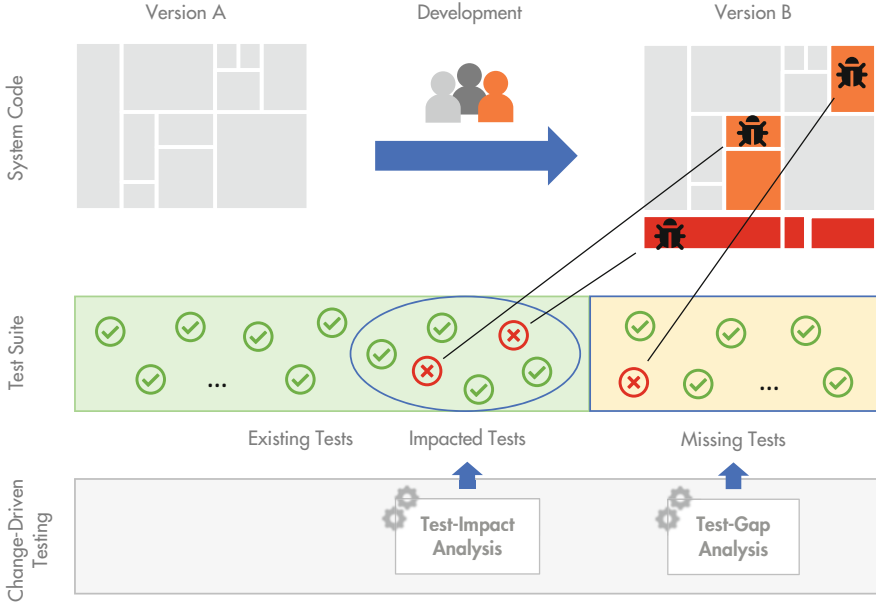 Version A
Development
Version B
System Code
Test Suite
...
...
Existing Tests
Impacted Tests
Missing Tests
Change-Driven
Testing
Test-Impact
Analysis
Test-Gap
Analysis